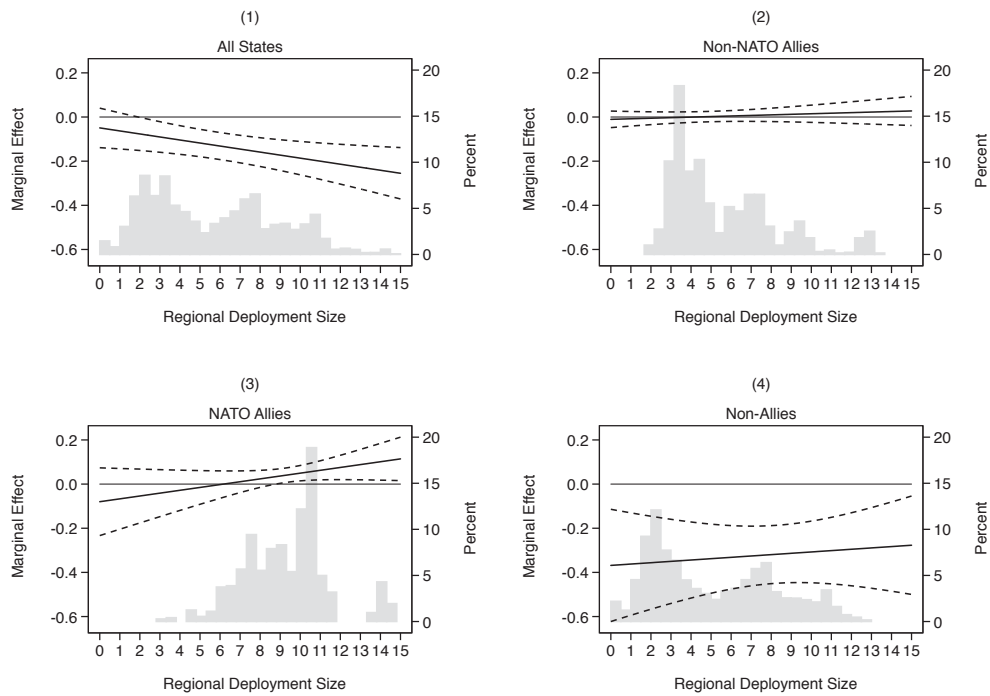 (1)
All States
0.2
0.0
-0.2
-0.4
-0.6
Marginal Effect
20
15
10
5
0
Percent
0 1 2 3 4 5 6 7 8 9 10 11 12 13 14 15
Regional Deployment Size
(2)
Non-NATO Allies
0.2
0.0
-0.2
-0.4
-0.6
Marginal Effect
20
15
10
5
0
Percent
0 1 2 3 4 5 6 7 8 9 10 11 12 13 14 15
Regional Deployment Size
(3)
NATO Allies
0.2
0.0
-0.2
-0.4
-0.6
Marginal Effect
20
15
10
5
0
Percent
0 1 2 3 4 5 6 7 8 9 10 11 12 13 14 15
Regional Deployment Size
(4)
Non-Allies
0.2
0.0
-0.2
-0.4
-0.6
Marginal Effect
20
15
10
5
0
Percent
0 1 2 3 4 5 6 7 8 9 10 11 12 13 14 15
Regional Deployment Size